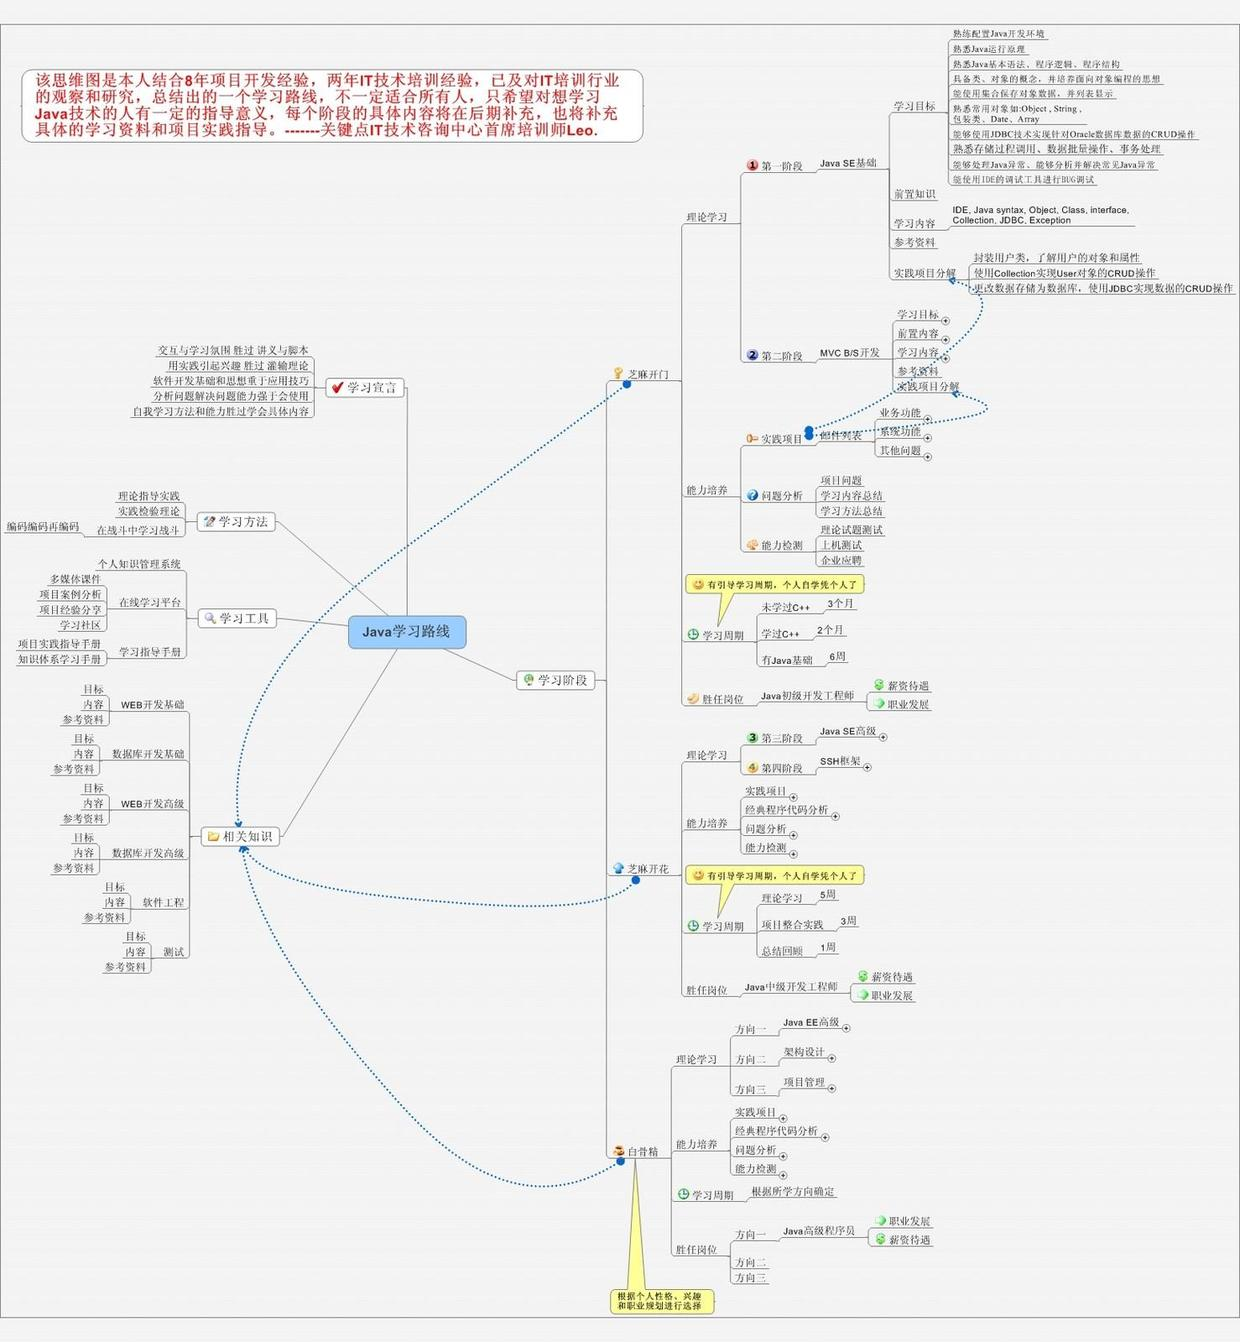 该思维图是本人结合8年项目开发经验，两年IT技术培训经验，已及对IT培训行业
的观察和研究，总结出的一个学习路线，不一定适合所有人，只希望对想学习
Java技术的人有一定的指导意义，每个阶段的具体内容将在后期补充，也将补充
具体的学习资料和项目实践指导。-------关键点IT技术咨询中心首席培训师Leo.
Java学习路线
学习宣言
交互与学习氛围 胜过 讲义与脚本
用实践引起兴趣 胜过 灌输理论
软件开发基础和思想重于应用技巧
分析问题解决问题能力强于会使用
自我学习方法和能力胜过学会具体内容
学习方法
理论指导实践
实践检验理论
在战斗中学习战斗
编码编码再编码
学习工具
个人知识管理系统
在线学习平台
多媒体课件
项目案例分析
项目经验分享
学习社区
学习指导手册
项目实践指导手册
知识体系学习手册
相关知识
WEB开发基础
目标
内容
参考资料
数据库开发基础
目标
内容
参考资料
WEB开发高级
目标
内容
参考资料
数据库开发高级
目标
内容
参考资料
软件工程
目标
内容
参考资料
测试
目标
内容
参考资料
学习阶段
芝麻开门
理论学习
1 第一阶段
Java SE基础
学习目标
熟练配置Java开发环境
熟悉Java运行原理
熟悉Java基本语法、程序逻辑、程序结构
具备类、对象的概念，并培养面向对象编程的思想
能使用集合保存对象数据，并列表显示
熟悉常用对象如:Object , String ,
包装类、Date、Array
能够使用JDBC技术实现针对Oracle数据库数据的CRUD操作
熟悉存储过程调用、数据批量操作、事务处理
能够处理Java异常、能够分析并解决常见Java异常
能使用IDE的调试工具进行BUG调试
前置知识
学习内容
IDE, Java syntax, Object, Class, interface,
Collection, JDBC, Exception
参考资料
实践项目分解
封装用户类，了解用户的对象和属性
使用Collection实现User对象的CRUD操作
更改数据存储为数据库，使用JDBC实现数据的CRUD操作
2 第二阶段
MVC B/S开发
学习目标
前置内容
学习内容
参考资料
实践项目分解
能力培养
实践项目
邮件列表
业务功能
系统功能
其他问题
问题分析
项目问题
学习内容总结
学习方法总结
能力检测
理论试题测试
上机测试
企业应聘
有引导学习周期，个人自学凭个人了
学习周期
未学过C++
3个月
学过C++
2个月
有Java基础
6周
胜任岗位
Java初级开发工程师
薪资待遇
职业发展
芝麻开花
理论学习
3 第三阶段
Java SE高级
4 第四阶段
SSH框架
能力培养
实践项目
经典程序代码分析
问题分析
能力检测
有引导学习周期，个人自学凭个人了
学习周期
理论学习
5周
项目整合实践
3周
总结回顾
1周
胜任岗位
Java中级开发工程师
薪资待遇
职业发展
白骨精
理论学习
方向一
Java EE高级
方向二
架构设计
方向三
项目管理
能力培养
实践项目
经典程序代码分析
问题分析
能力检测
学习周期
根据所学方向确定
胜任岗位
方向一
Java高级程序员
职业发展
薪资待遇
方向二
方向三
根据个人性格、兴趣
和职业规划进行选择